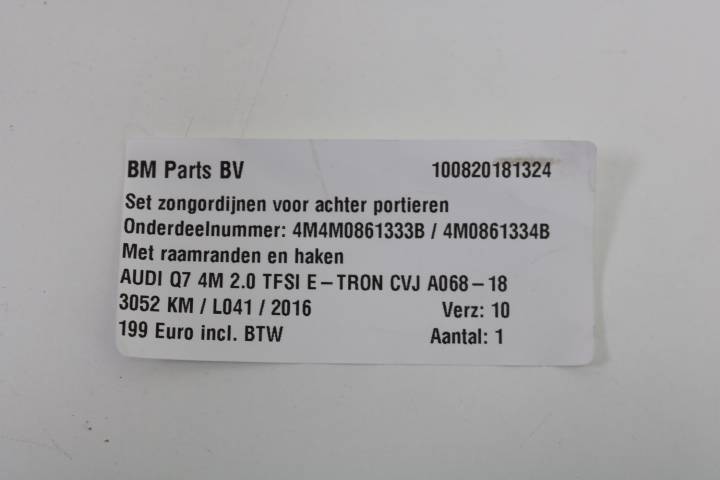 BM Parts BV 100820181324
Set zongordijnen voor achter portieren
Onderdeelnummer: 4M4M0861333B / 4M0861334B
Met raamranden en haken
AUDI Q7 4M 2.0 TFSI E-TRON CVJ A068-18
3052 KM / L041 / 2016 Verz: 10
199 Euro incl. BTW Aantal: 1